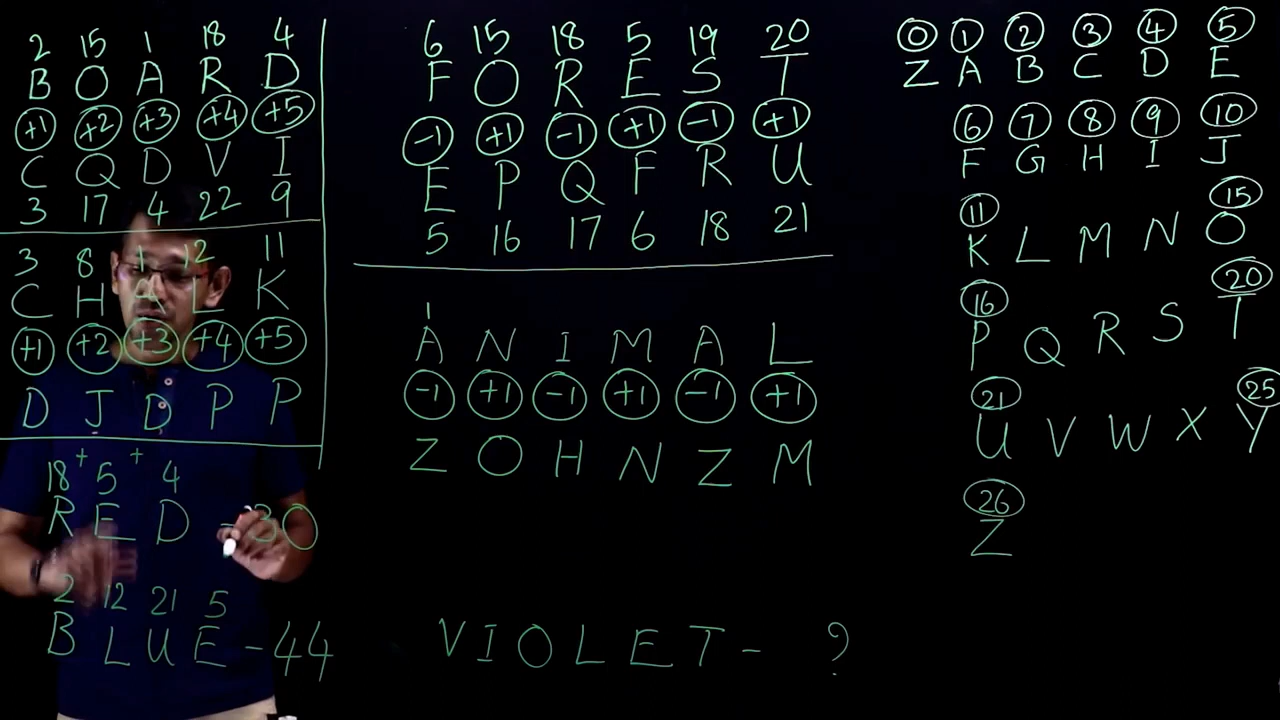 2 15 1 18 4
B O A R D
+1 +2 +3 +4 +5
C Q D V I
3 17 4 22 9
3 8 1 12 11
C H A L K
+1 +2 +3 +4 +5
D J D P P
18 + 5 + 4
R E D - 30
2 12 21 5
B L U E - 44
6 15 18 5 19 20
F O R E S T
-1 +1 -1 +1 -1 +1
E P Q F R U
5 16 17 6 18 21
1
A N I M A L
-1 +1 -1 +1 -1 +1
Z O H N Z M
V I O L E T - ?
0 1 2 3 4 5
Z A B C D E
6 7 8 9 10
F G H I J
11 15
K L M N O
16 20
P Q R S T
21 25
U V W X Y
26
Z